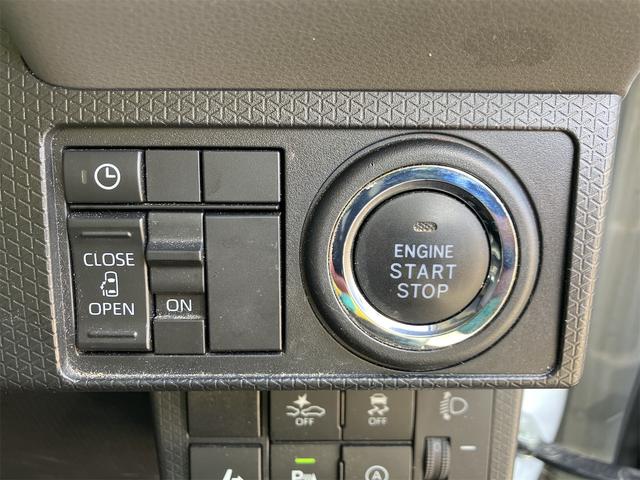 CLOSE
OPEN
ON
ENGINE
START
STOP
OFF
OFF